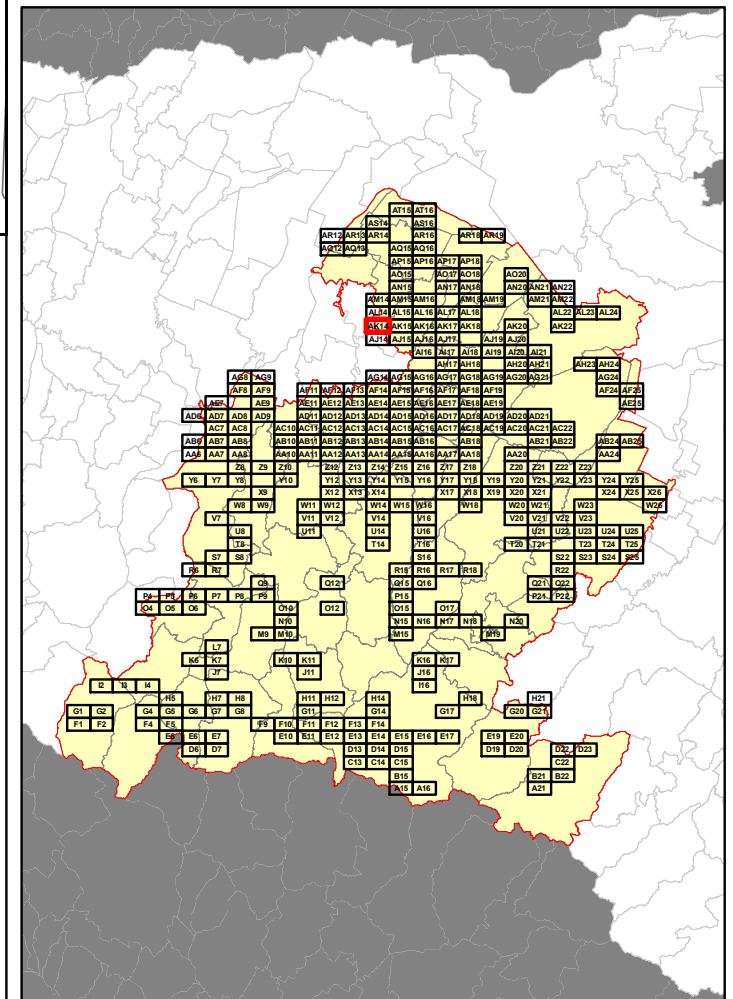 AT15 AT16
AS14 AS16
AR12 AR13 AR14 AR16 AR18 AR19
AQ12 AQ13 AQ15 AQ16
AP15 AP16 AP17 AP18
AO15 AO17 AO18 AO20
AN15 AN17 AN18 AN20 AN21 AN22
AM14 AM15 AM16 AM18 AM19 AM21 AM22
AL14 AL15 AL16 AL17 AL18 AL22 AL23 AL24
AK14 AK15 AK16 AK17 AK18 AK20 AK22
AJ14 AJ15 AJ16 AJ17 AJ19 AJ20
AI16 AI17 AI18 AI19 AI20 AI21
AH17 AH18 AH20 AH21 AH23 AH24
AG8 AG9 AG14 AG15 AG16 AG17 AG18 AG19 AG20 AG21 AG24
AF8 AF9 AF11 AF12 AF13 AF14 AF15 AF16 AF17 AF18 AF19 AF24 AF25
AE7 AE9 AE11 AE12 AE13 AE14 AE15 AE16 AE17 AE18 AE19 AE25
AD6 AD7 AD8 AD9 AD11 AD12 AD13 AD14 AD15 AD16 AD17 AD18 AD19 AD20 AD21
AC7 AC8 AC10 AC11 AC12 AC13 AC14 AC15 AC16 AC17 AC18 AC19 AC20 AC21 AC22
AB6 AB7 AB8 AB10 AB11 AB12 AB13 AB14 AB15 AB16 AB18 AB21 AB22 AB24 AB25
AA6 AA7 AA8 AA10 AA11 AA12 AA13 AA14 AA15 AA16 AA17 AA18 AA20 AA24
Z8 Z9 Z10 Z12 Z13 Z14 Z15 Z16 Z17 Z18 Z20 Z21 Z22 Z23
Y6 Y7 Y8 Y10 Y12 Y13 Y14 Y15 Y16 Y17 Y18 Y19 Y20 Y21 Y22 Y23 Y24 Y25
X9 X12 X13 X14 X17 X18 X19 X20 X21 X24 X25 X26
W8 W9 W11 W12 W14 W15 W16 W18 W20 W21 W23 W26
V7 V11 V12 V14 V16 V20 V21 V22 V23
U8 U11 U14 U16 U21 U22 U23 U24 U25
T8 T14 T16 T20 T21 T23 T24 T25
S7 S8 S16 S22 S23 S24 S25
R6 R7 R15 R16 R17 R18 R22
Q9 Q12 Q15 Q16 Q21 Q22
P4 P5 P6 P7 P8 P9 P15 P21 P22
O4 O5 O6 O10 O12 O15 O17
N10 N15 N16 N17 N18 N20
M9 M10 M15 M19
L7
K6 K7 K10 K11 K16 K17
J7 J11 J16
I2 I3 I4 I16
H5 H7 H8 H11 H12 H14 H18 H21
G1 G2 G4 G5 G6 G7 G8 G11 G17 G20 G21
F1 F2 F4 F5 F9 F10 F11 F12 F13 F14
E5 E6 E7 E10 E11 E12 E13 E14 E15 E16 E17 E19 E20
D6 D7 D13 D14 D15 D19 D20 D22 D23
C13 C14 C15 C22
B15 B21 B22
A15 A16 A21